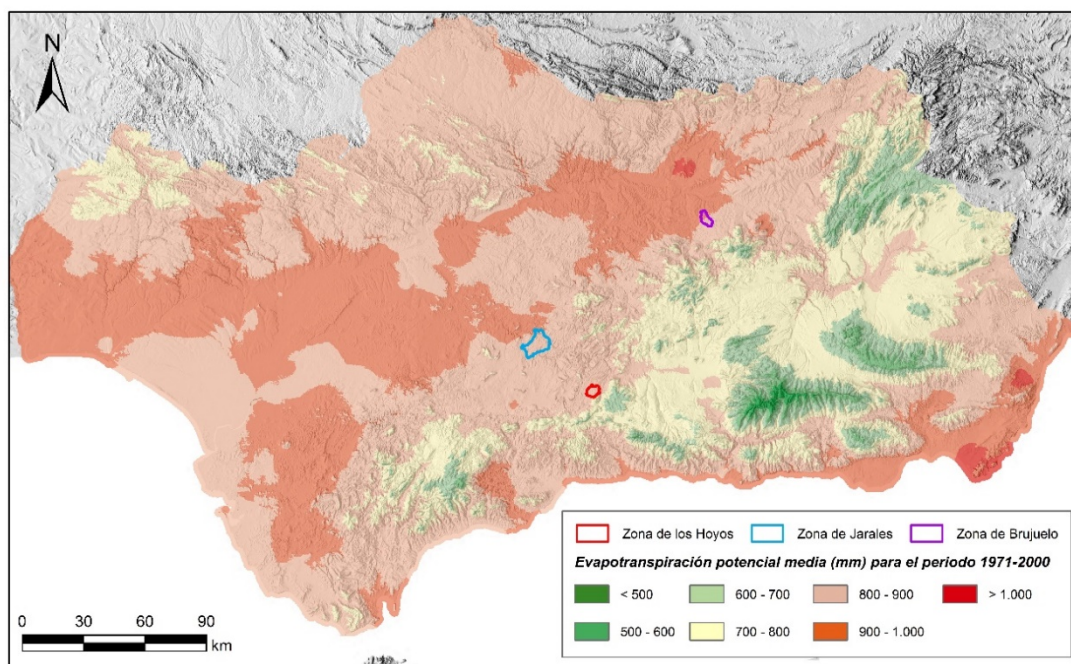 N
0 15 30 60 90
km
Zona de los Hoyos Zona de Jarales Zona de Brujuelo
Evapotranspiración potencial media (mm) para el periodo 1971-2000
< 500 600 - 700 800 - 900 > 1.000
500 - 600 700 - 800 900 - 1.000